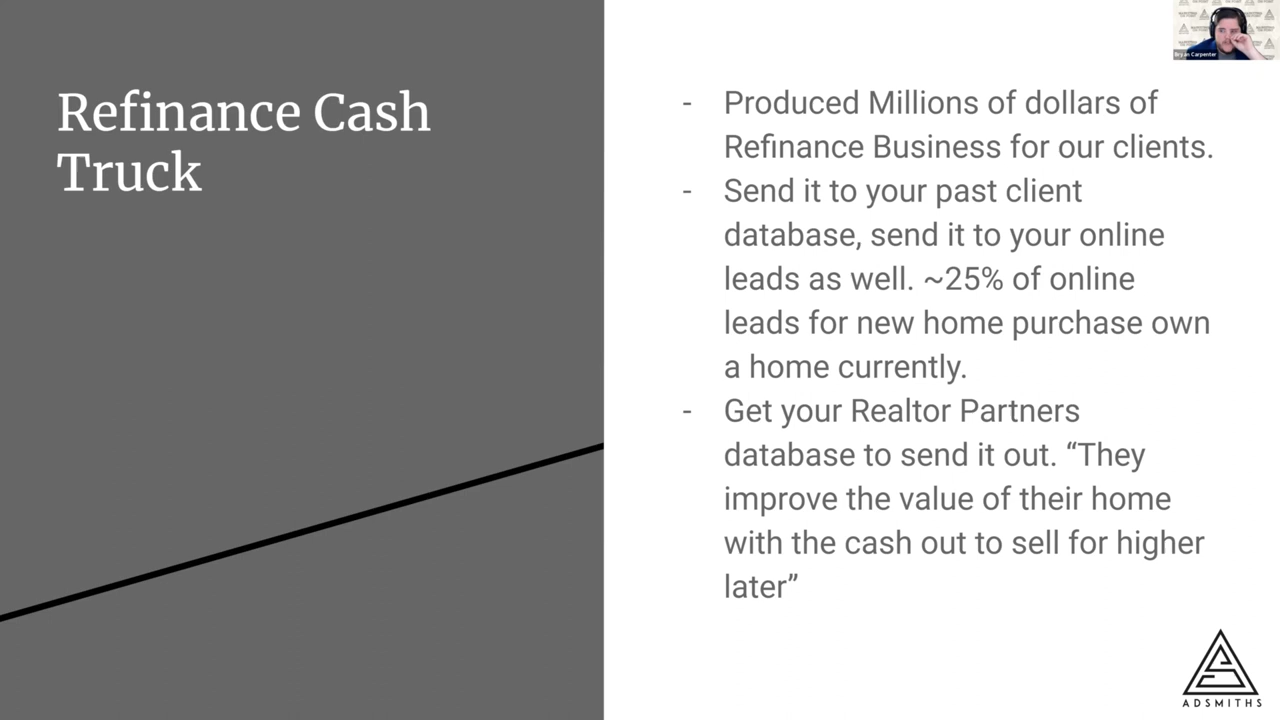 Refinance Cash
Truck
- Produced Millions of dollars of
Refinance Business for our clients.
- Send it to your past client
database, send it to your online
leads as well. ~25% of online
leads for new home purchase own
a home currently.
- Get your Realtor Partners
database to send it out. “They
improve the value of their home
with the cash out to sell for higher
later”
Bryan Carpenter
ADSMITHS